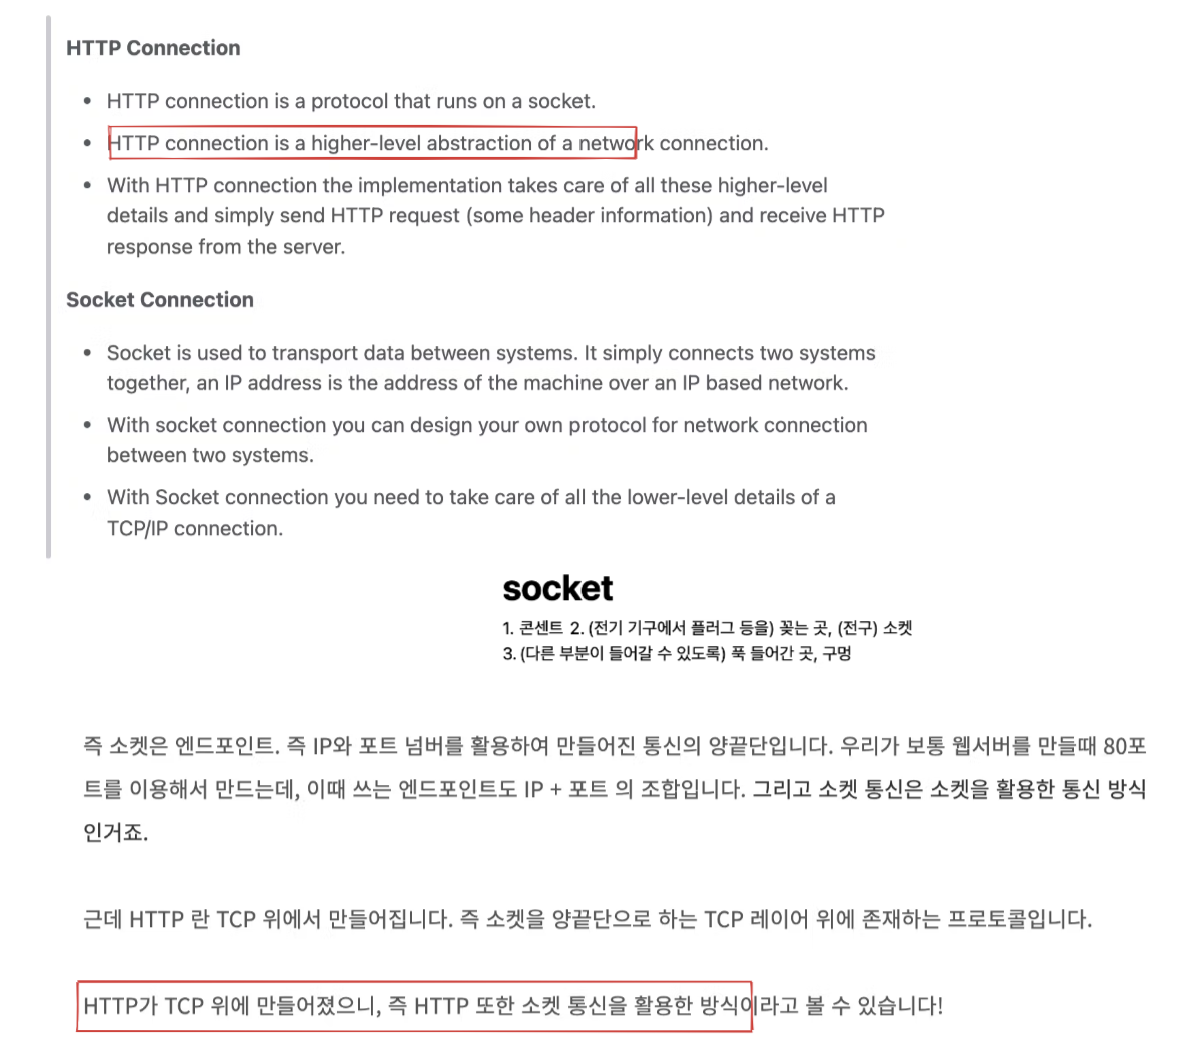 HTTP Connection
• HTTP connection is a protocol that runs on a socket.
• HTTP connection is a higher-level abstraction of a network connection.
• With HTTP connection the implementation takes care of all these higher-level
details and simply send HTTP request (some header information) and receive HTTP
response from the server.
Socket Connection
• Socket is used to transport data between systems. It simply connects two systems
together, an IP address is the address of the machine over an IP based network.
• With socket connection you can design your own protocol for network connection
between two systems.
• With Socket connection you need to take care of all the lower-level details of a
TCP/IP connection.
socket
1. 콘센트 2. (전기 기구에서 플러그 등을) 꽂는 곳, (전구) 소켓
3. (다른 부분이 들어갈 수 있도록) 푹 들어간 곳, 구멍
즉 소켓은 엔드포인트. 즉 IP와 포트 넘버를 활용하여 만들어진 통신의 양끝단입니다. 우리가 보통 웹서버를 만들때 80포
트를 이용해서 만드는데, 이때 쓰는 엔드포인트도 IP + 포트 의 조합입니다. 그리고 소켓 통신은 소켓을 활용한 통신 방식
인거죠.
근데 HTTP 란 TCP 위에서 만들어집니다. 즉 소켓을 양끝단으로 하는 TCP 레이어 위에 존재하는 프로토콜입니다.
HTTP가 TCP 위에 만들어졌으니, 즉 HTTP 또한 소켓 통신을 활용한 방식이라고 볼 수 있습니다!